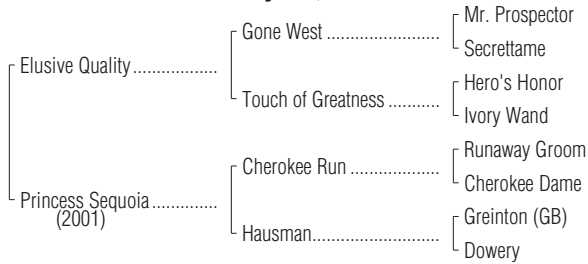 Mr. Prospector
Gone West
Secrettame
Elusive Quality
Hero's Honor
Touch of Greatness
Ivory Wand
Runaway Groom
Cherokee Run
Cherokee Dame
Princess Sequoia
(2001)
Greinton (GB)
Hausman
Dowery